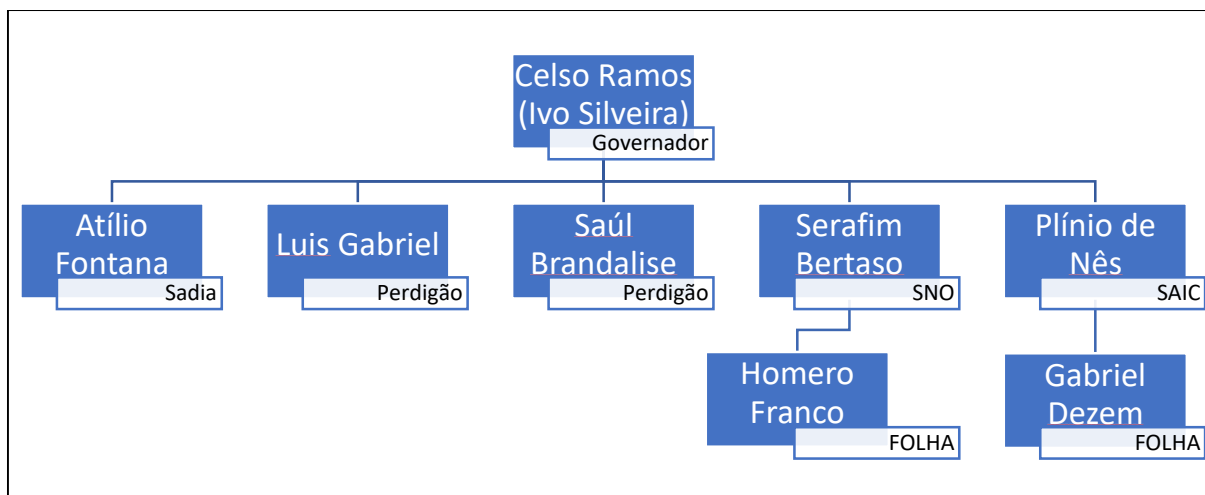 Celso Ramos
(Ivo Silveira)
Governador
Atílio
Fontana
Sadia
Luis Gabriel
Perdigão
Saúl
Brandalise
Perdigão
Serafim
Bertaso
SNO
Plínio de
Nês
SAIC
Homero
Franco
FOLHA
Gabriel
Dezem
FOLHA